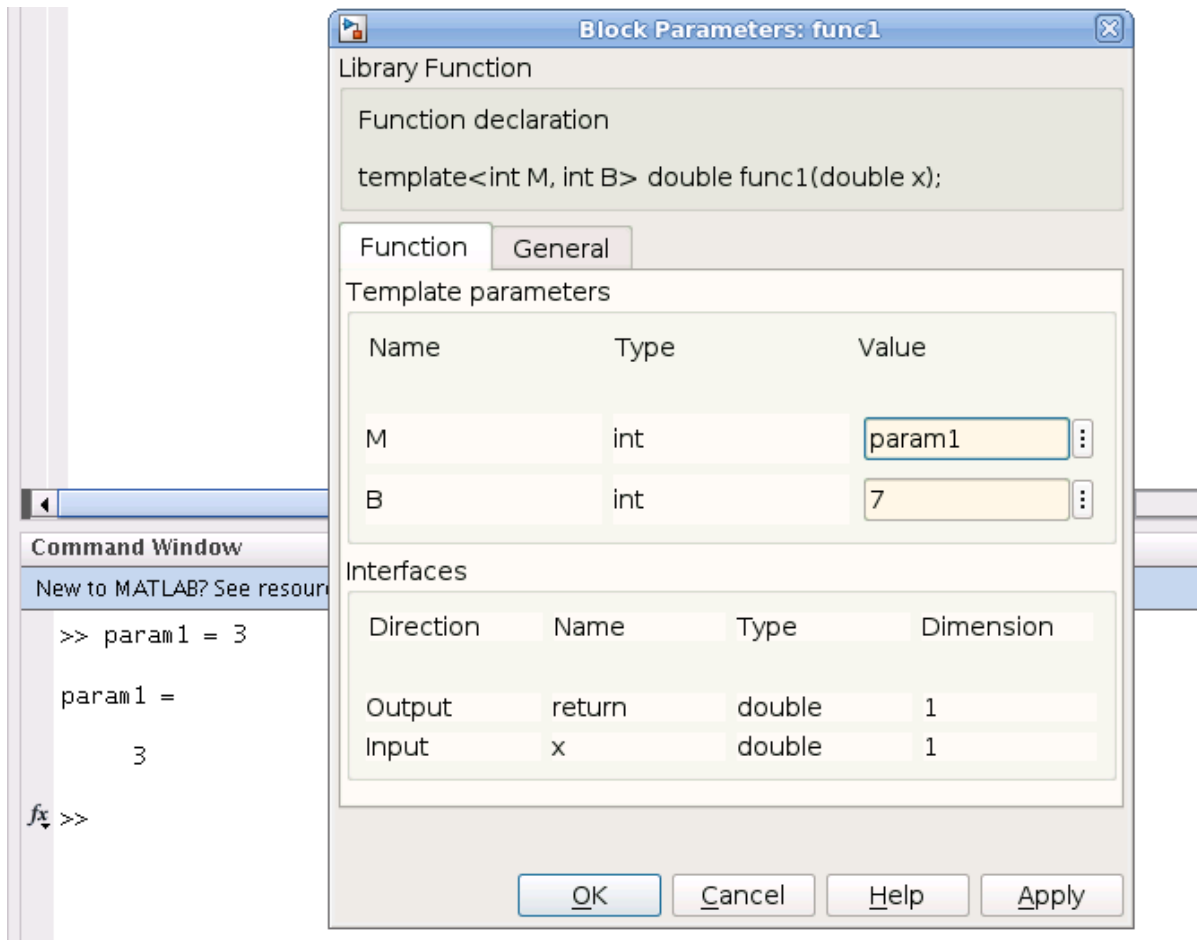 Block Parameters: func1
Library Function
Function declaration
template<int M, int B> double func1(double x);
Function General
Template parameters
Name Type Value
M int param1
B int 7
Interfaces
Direction Name Type Dimension
Output return double 1
Input x double 1
OK Cancel Help Apply
Command Window
New to MATLAB? See resour
>> param1 = 3
param1 =
3
fx >>